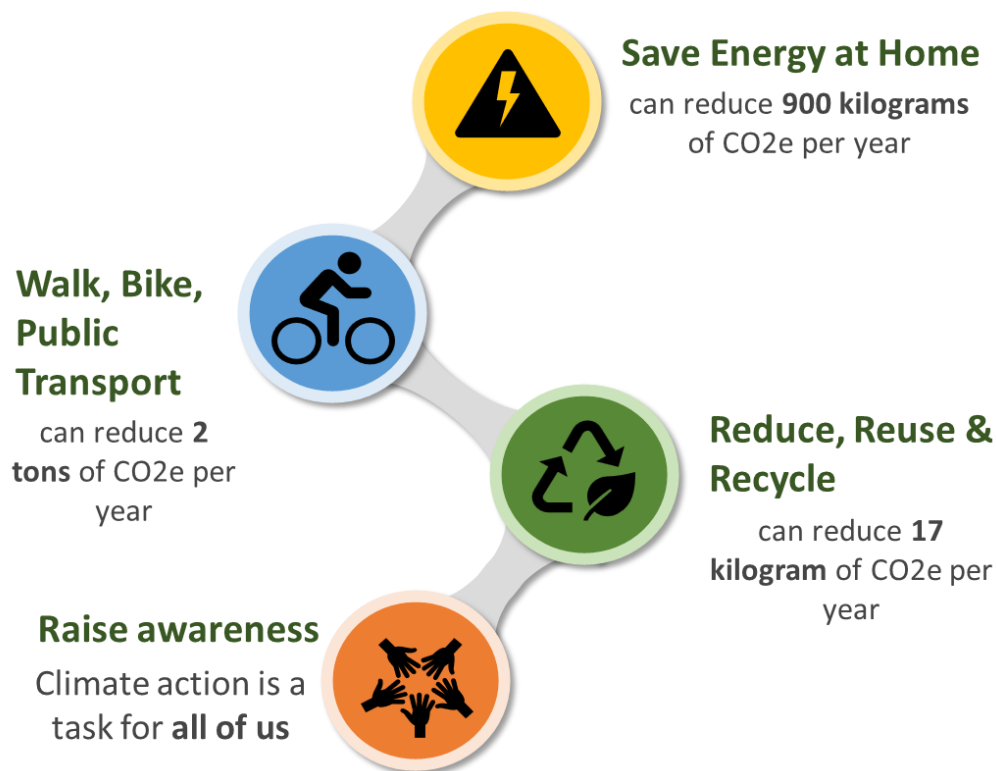 Save Energy at Home
can reduce 900 kilograms
of CO2e per year
Walk, Bike,
Public
Transport
can reduce 2
tons of CO2e per
year
Reduce, Reuse &
Recycle
can reduce 17
kilogram of CO2e per
year
Raise awareness
Climate action is a
task for all of us